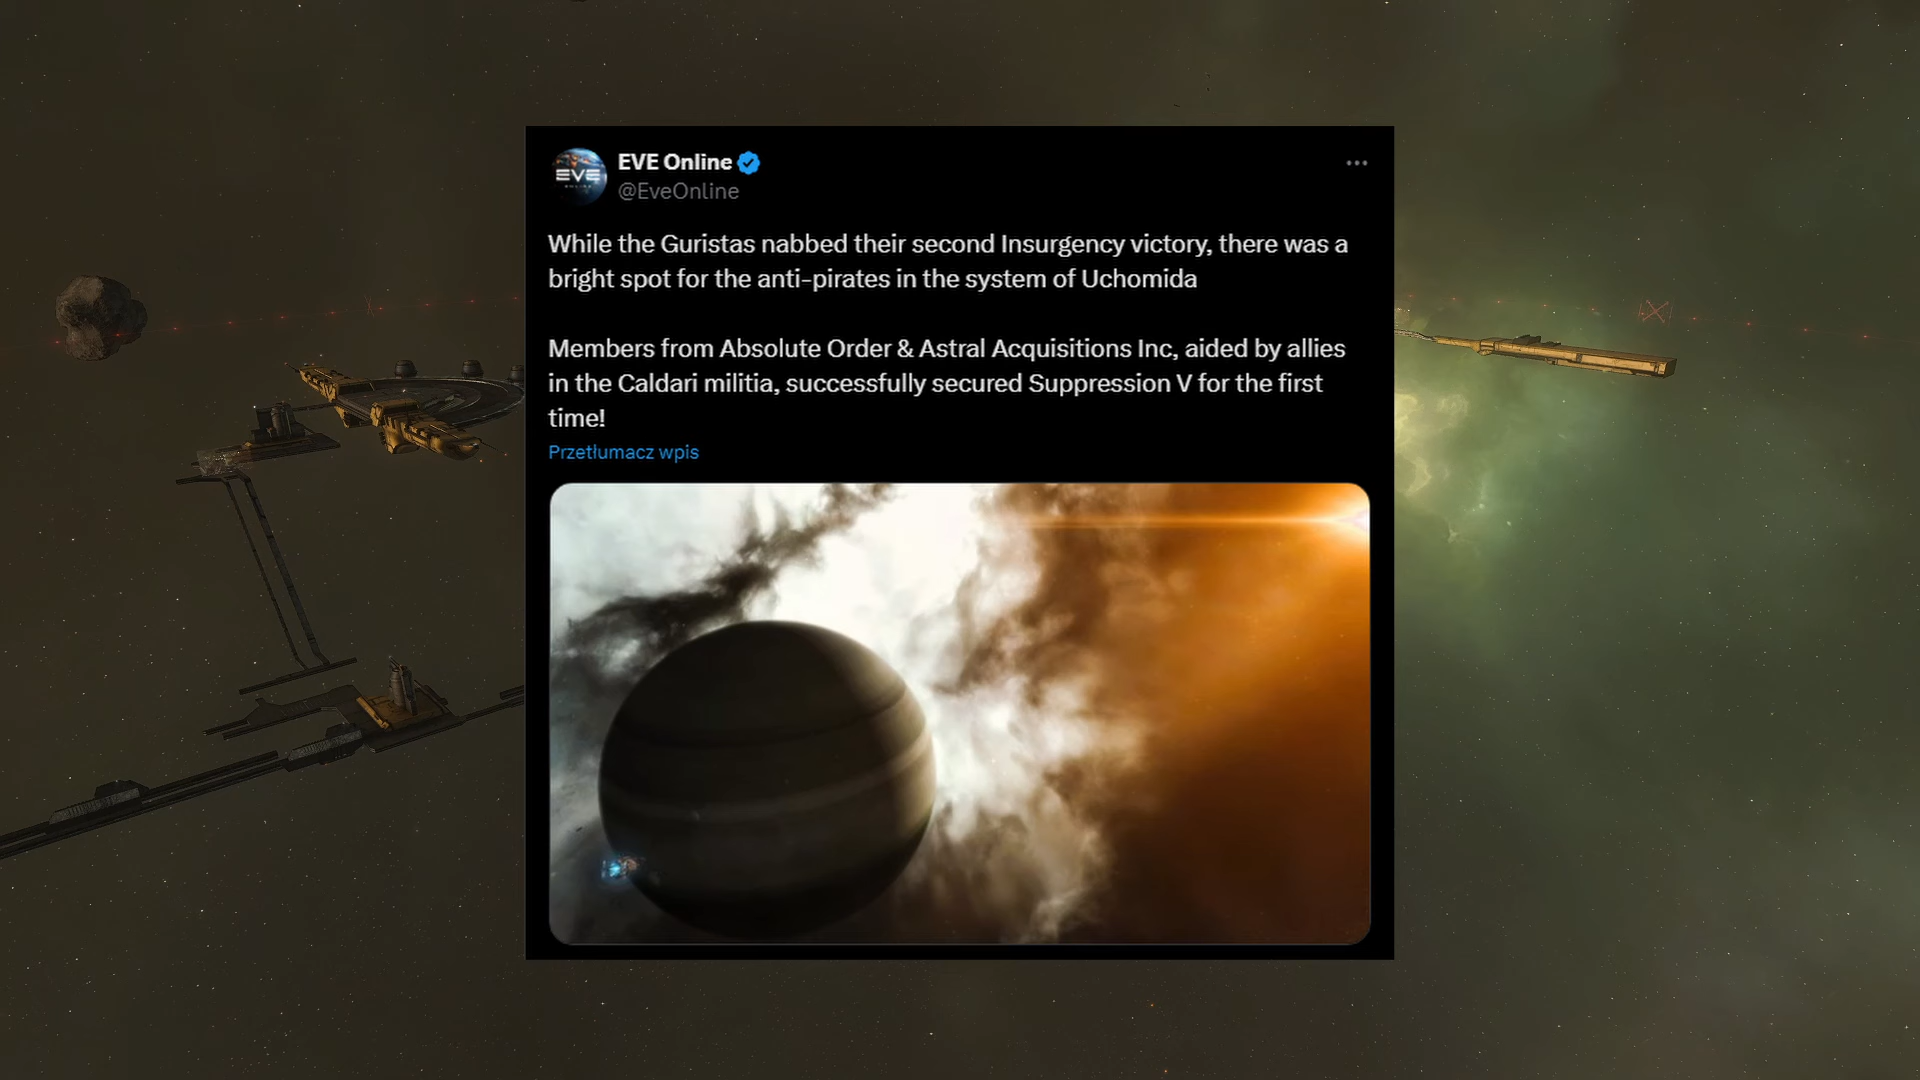 EVE Online
@EveOnline
While the Guristas nabbed their second Insurgency victory, there was a
bright spot for the anti-pirates in the system of Uchomida
Members from Absolute Order & Astral Acquisitions Inc, aided by allies
in the Caldari militia, successfully secured Suppression V for the first
time!
Przetłumacz wpis
EVE
ONLINE